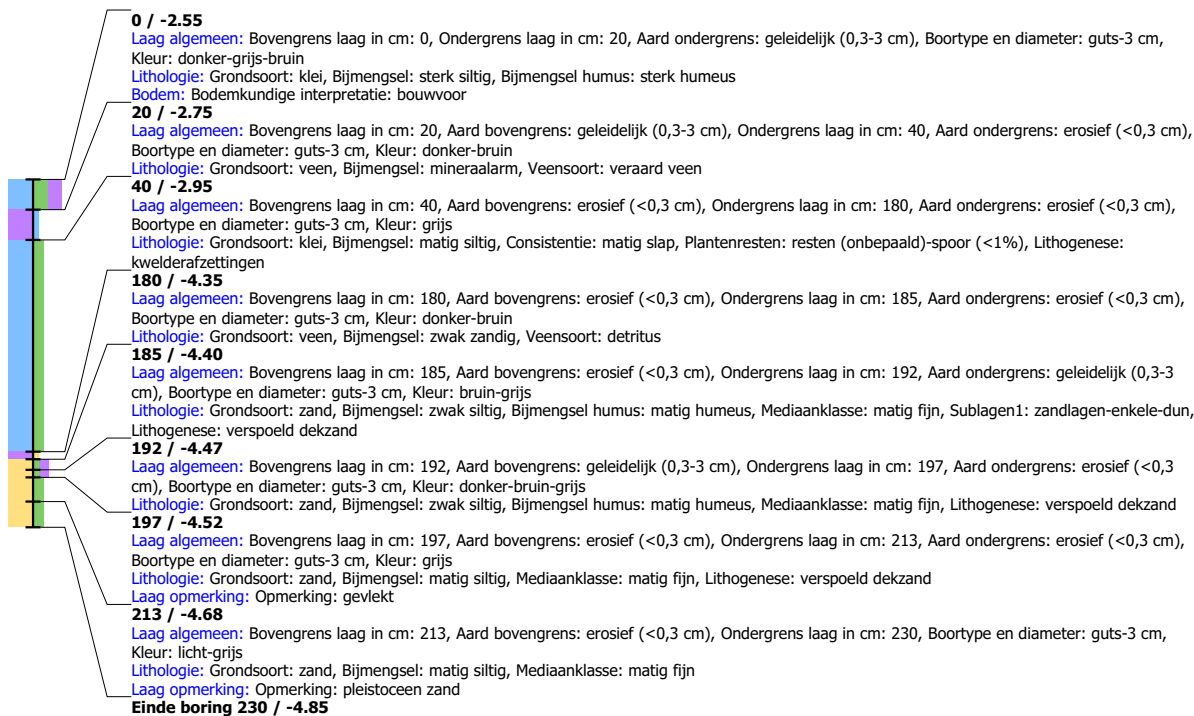 0 / -2.55
Laag algemeen: Bovengrens laag in cm: 0, Ondergrens laag in cm: 20, Aard ondergrens: geleidelijk (0,3-3 cm), Boortype en diameter: guts-3 cm,
Kleur: donker-grijs-bruin
Lithologie: Grondsoort: klei, Bijmengsel: sterk siltig, Bijmengsel humus: sterk humeus
Bodem: Bodemkundige interpretatie: bouwvoor
20 / -2.75
Laag algemeen: Bovengrens laag in cm: 20, Aard bovengrens: geleidelijk (0,3-3 cm), Ondergrens laag in cm: 40, Aard ondergrens: erosief (<0,3 cm),
Boortype en diameter: guts-3 cm, Kleur: donker-bruin
Lithologie: Grondsoort: veen, Bijmengsel: mineraalarm, Veensoort: veraard veen
40 / -2.95
Laag algemeen: Bovengrens laag in cm: 40, Aard bovengrens: erosief (<0,3 cm), Ondergrens laag in cm: 180, Aard ondergrens: erosief (<0,3 cm),
Boortype en diameter: guts-3 cm, Kleur: grijs
Lithologie: Grondsoort: klei, Bijmengsel: matig siltig, Consistentie: matig slap, Plantenresten: resten (onbepaald)-spoor (<1%), Lithogenese:
kwelderafzettingen
180 / -4.35
Laag algemeen: Bovengrens laag in cm: 180, Aard bovengrens: erosief (<0,3 cm), Ondergrens laag in cm: 185, Aard ondergrens: erosief (<0,3 cm),
Boortype en diameter: guts-3 cm, Kleur: donker-bruin
Lithologie: Grondsoort: veen, Bijmengsel: zwak zandig, Veensoort: detritus
185 / -4.40
Laag algemeen: Bovengrens laag in cm: 185, Aard bovengrens: erosief (<0,3 cm), Ondergrens laag in cm: 192, Aard ondergrens: geleidelijk (0,3-3
cm), Boortype en diameter: guts-3 cm, Kleur: bruin-grijs
Lithologie: Grondsoort: zand, Bijmengsel: zwak siltig, Bijmengsel humus: matig humeus, Mediaanklasse: matig fijn, Sublagen1: zandlagen-enkele-dun,
Lithogenese: verspoeld dekzand
192 / -4.47
Laag algemeen: Bovengrens laag in cm: 192, Aard bovengrens: geleidelijk (0,3-3 cm), Ondergrens laag in cm: 197, Aard ondergrens: erosief (<0,3
cm), Boortype en diameter: guts-3 cm, Kleur: donker-bruin-grijs
Lithologie: Grondsoort: zand, Bijmengsel: zwak siltig, Bijmengsel humus: matig humeus, Mediaanklasse: matig fijn, Lithogenese: verspoeld dekzand
197 / -4.52
Laag algemeen: Bovengrens laag in cm: 197, Aard bovengrens: erosief (<0,3 cm), Ondergrens laag in cm: 213, Aard ondergrens: erosief (<0,3 cm),
Boortype en diameter: guts-3 cm, Kleur: grijs
Lithologie: Grondsoort: zand, Bijmengsel: matig siltig, Mediaanklasse: matig fijn, Lithogenese: verspoeld dekzand
Laag opmerking: Opmerking: gevlekt
213 / -4.68
Laag algemeen: Bovengrens laag in cm: 213, Aard bovengrens: erosief (<0,3 cm), Ondergrens laag in cm: 230, Boortype en diameter: guts-3 cm,
Kleur: licht-grijs
Lithologie: Grondsoort: zand, Bijmengsel: matig siltig, Mediaanklasse: matig fijn
Laag opmerking: Opmerking: pleistoceen zand
Einde boring 230 / -4.85